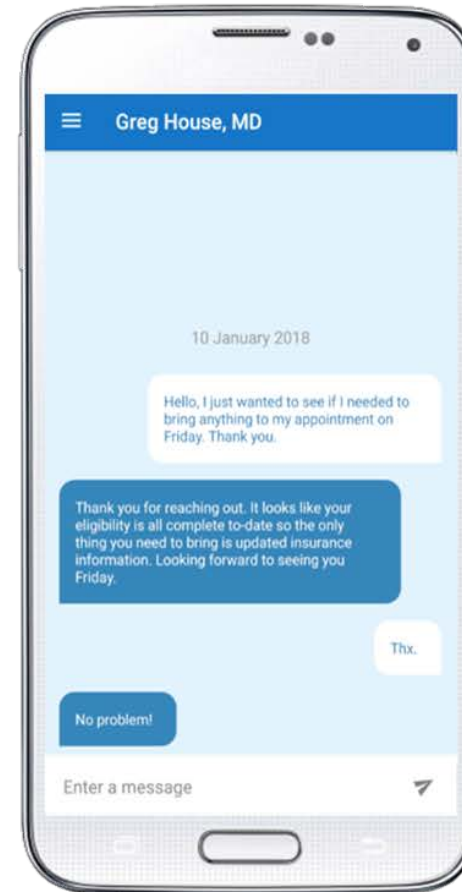 Greg House, MD
10 January 2018
Hello, I just wanted to see if I needed to
bring anything to my appointment on
Friday. Thank you.
Thank you for reaching out. It looks like your
eligibility is all complete to-date so the only
thing you need to bring is updated insurance
information. Looking forward to seeing you
Friday.
Thx.
No problem!
Enter a message